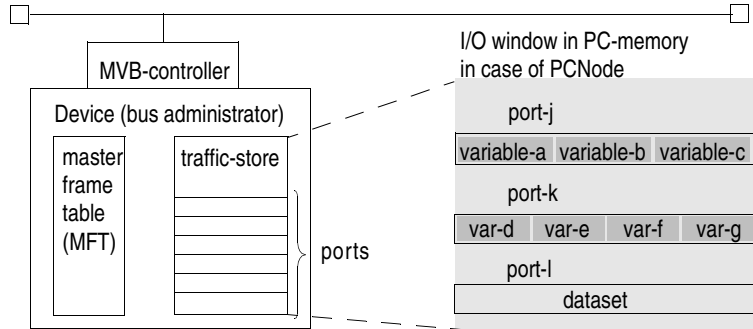 MVB-controller
Device (bus administrator)
master
frame
table
(MFT)
traffic-store
ports
I/O window in PC-memory
in case of PCNode
port-j
variable-a variable-b variable-c
port-k
var-d var-e var-f var-g
port-l
dataset